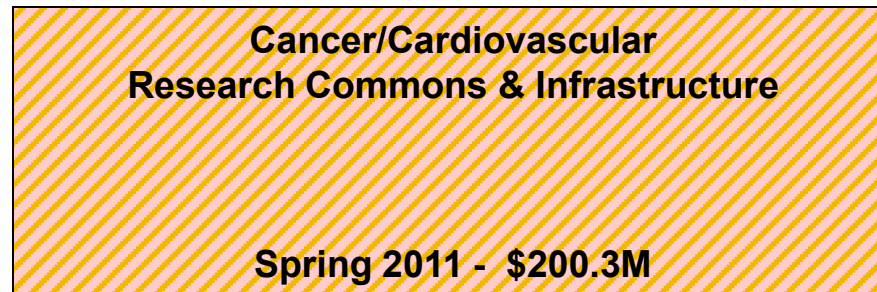 Cancer/Cardiovascular
Research Commons & Infrastructure
Spring 2011 - $200.3M